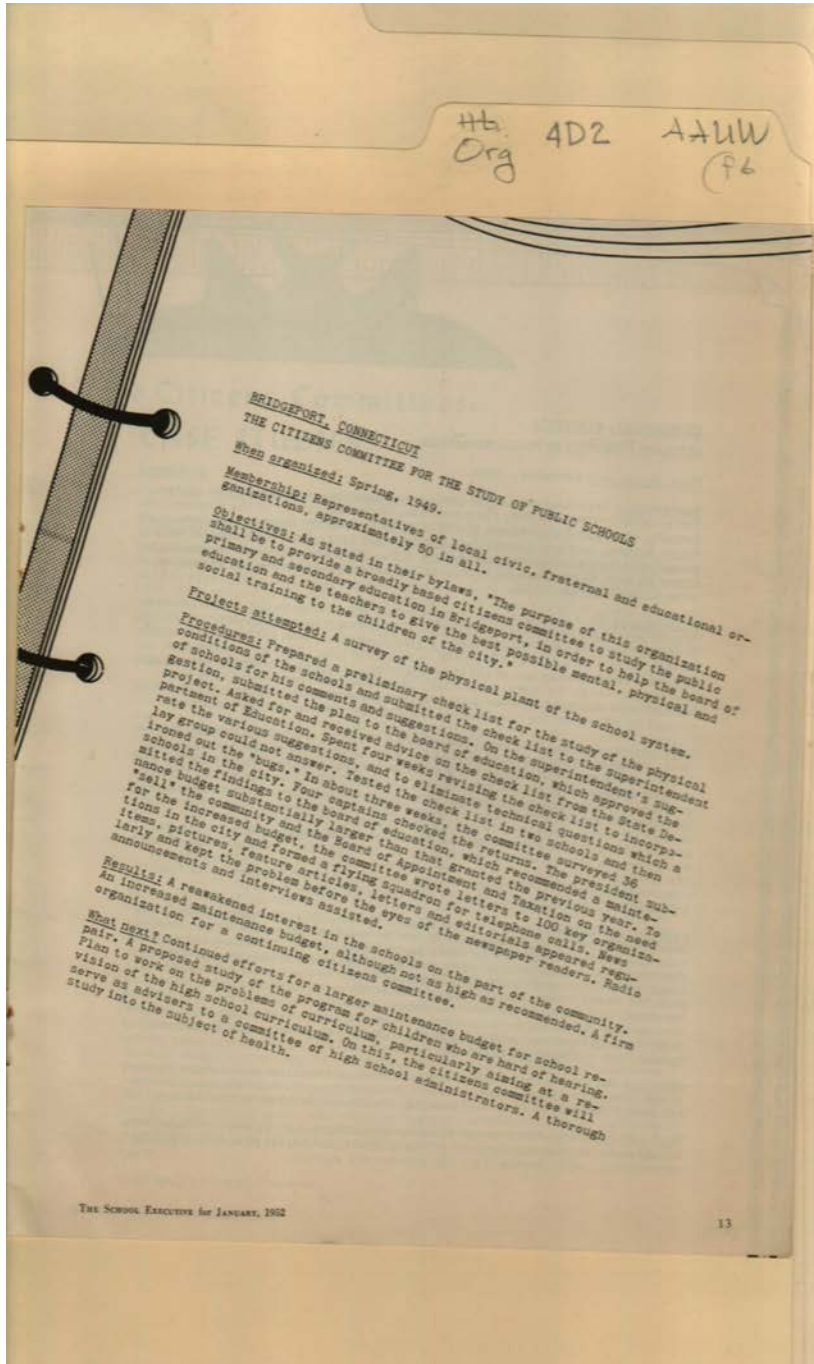 Hb. 4D2 AAUW
Org (f6
BRIDGEPORT, CONNECTICUT
THE CITIZENS COMMITTEE FOR THE STUDY OF PUBLIC SCHOOLS
When organized: Spring, 1949.
Membership: Representatives of local civic, fraternal and educational or-
ganizations, approximately 50 in all.
Objectives: As stated in their bylaws, "The purpose of this organization
shall be to provide a broadly based citizens committee to study the public
primary and secondary education in Bridgeport, in order to help the board of
education and the teachers to give the best possible mental, physical and
social training to the children of the city."
Projects attempted: A survey of the physical plant of the school system.
Procedures: Prepared a preliminary check list for the study of the physical
conditions of the schools and submitted the check list to the superintendent
of schools for his comments and suggestions. On the superintendent's sug-
gestion, submitted the plan to the board of education, which approved the
project. Asked for and received advice on the check list from the State De-
partment of Education. Spent four weeks revising the check list to incorpo-
rate the various suggestions, and to eliminate technical questions which a
lay group could not answer. Tested the check list in two schools and then
ironed out the "bugs." In about three weeks, the committee surveyed 36
schools in the city. Four captains checked the returns. The president sub-
mitted the findings to the board of education, which recommended a mainte-
nance budget substantially larger than that granted the previous year. To
"sell" the community and the Board of Appointment and Taxation on the need
for the increased budget, the committee wrote letters to 100 key organiza-
tions in the city and formed a flying squadron for telephone calls. News
items, pictures, feature articles, letters and editorials appeared regu-
larly and kept the problem before the eyes of the newspaper readers. Radio
announcements and interviews assisted.
Results: A reawakened interest in the schools on the part of the community.
An increased maintenance budget, although not as high as recommended. A firm
organization for a continuing citizens committee.
What next? Continued efforts for a larger maintenance budget for school re-
pair. A proposed study of the program for children who are hard of hearing.
Plan to work on the problems of curriculum, particularly aiming at a re-
vision of the high school curriculum. On this, the citizens committee will
serve as advisers to a committee of high school administrators. A thorough
study into the subject of health.
THE SCHOOL EXECUTIVE for JANUARY, 1952
13